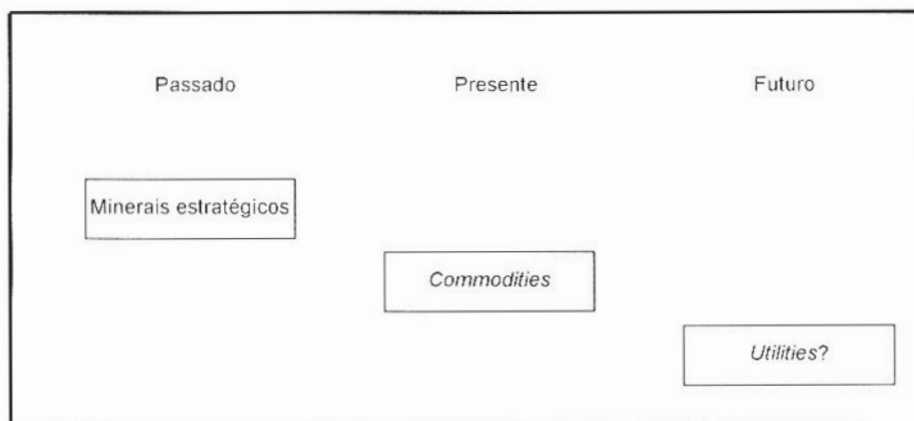 Passado Presente Futuro
Minerais estratégicos
Commodities
Utilities?